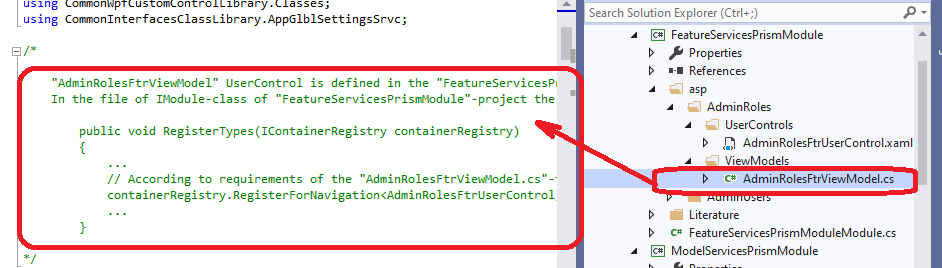 using CommonWpfCustomControlLibrary.Classes;
using CommonInterfacesClassLibrary.AppGlblSettingsSrvc;
/*
"AdminRolesFtrViewModel" UserControl is defined in the "FeatureServicesPr
In the file of IModule-class of "FeatureServicesPrismModule"-project the
public void RegisterTypes(IContainerRegistry containerRegistry)
{
...
// According to requirements of the "AdminRolesFtrViewModel.cs"-
containerRegistry.RegisterForNavigation<AdminRolesFtrUserControl
...
}
*/
Search Solution Explorer (Ctrl+;)
FeatureServicesPrismModule
Properties
References
asp
AdminRoles
UserControls
AdminRolesFtrUserControl.xaml
ViewModels
C# AdminRolesFtrViewModel.cs
AdminUsers
Literature
C# FeatureServicesPrismModuleModule.cs
C# ModelServicesPrismModule
Properties